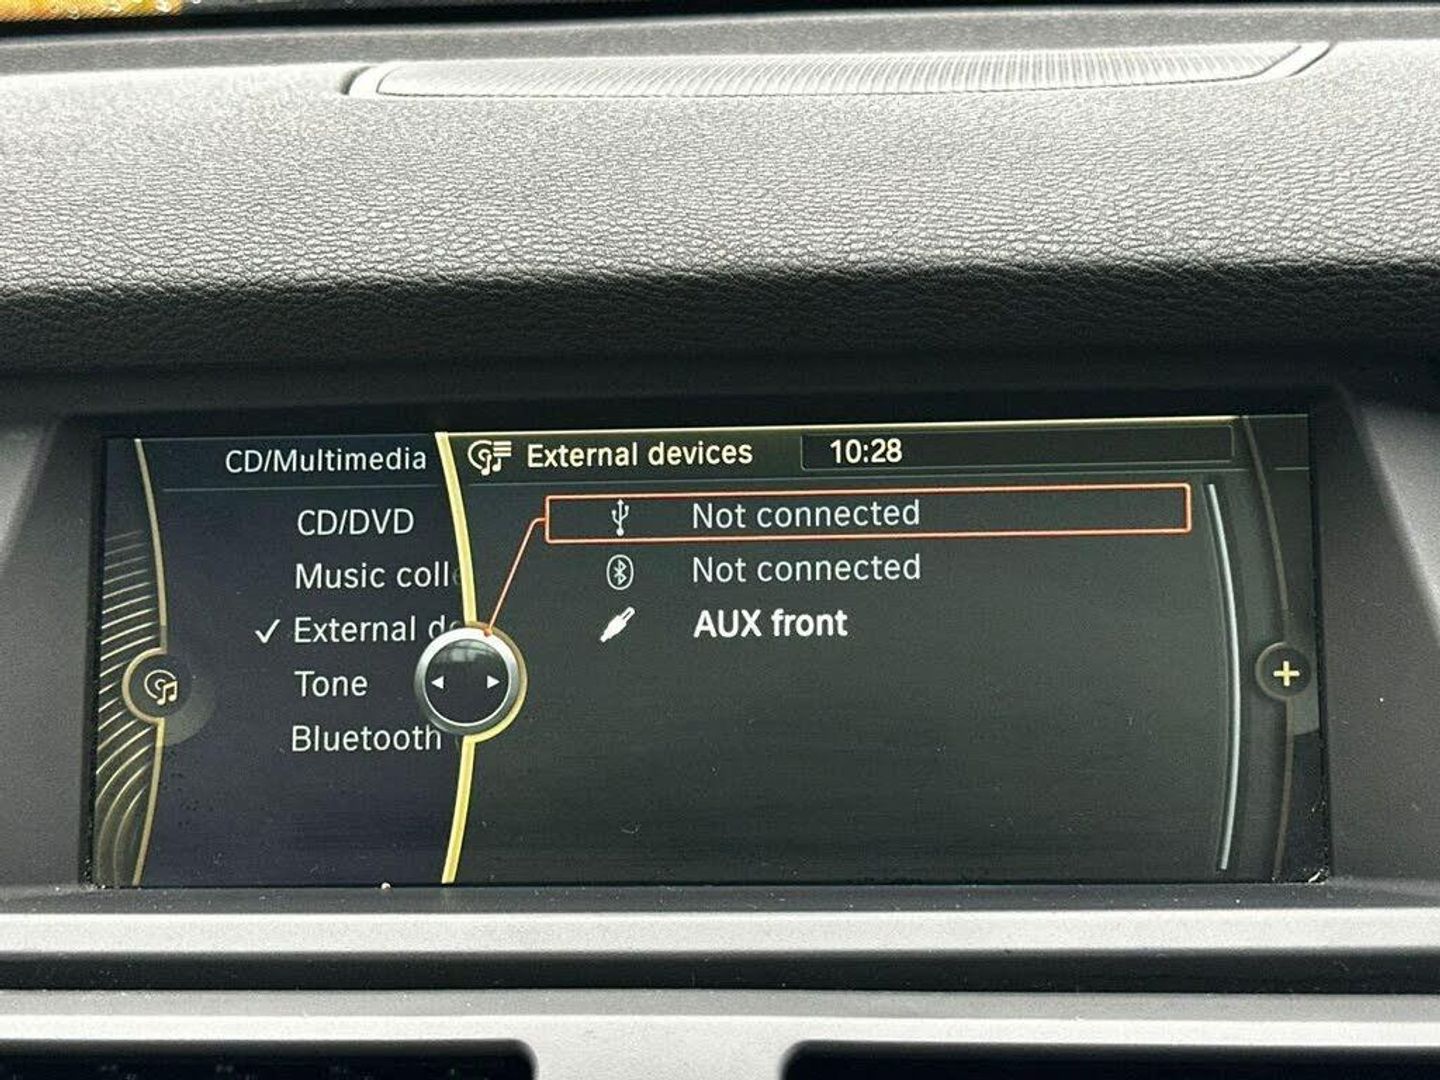 CD/Multimedia
External devices 10:28
CD/DVD
Music coll
✓ External de
Tone
Bluetooth
Not connected
Not connected
AUX front